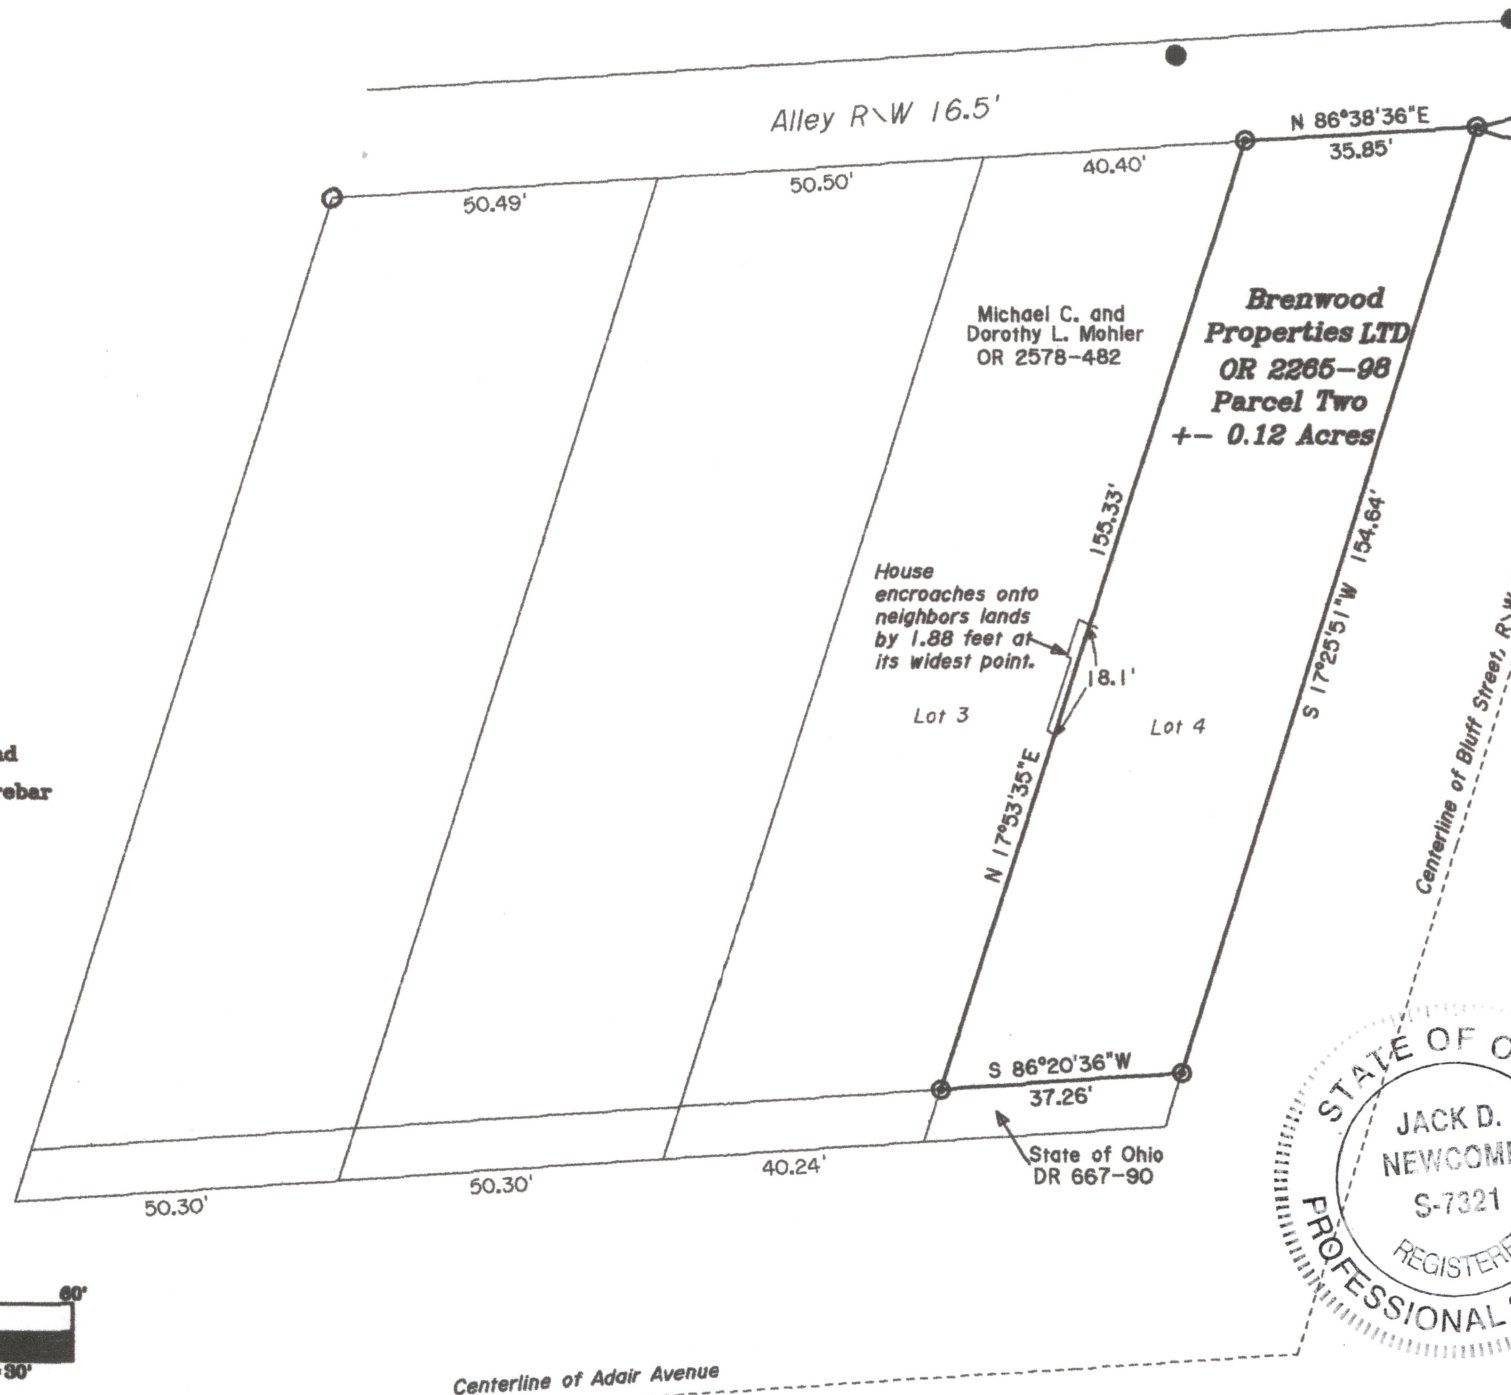 Alley R\W 16.5'
N 86°38'36"E
35.85'
40.40'
50.50'
50.49'
Michael C. and
Dorothy L. Mohler
OR 2578-482
Brenwood
Properties LTD
OR 2265-98
Parcel Two
+- 0.12 Acres
155.33'
S 17°25'51"W 154.64'
House
encroaches onto
neighbors lands
by 1.88 feet at
its widest point.
18.1'
Lot 3
Lot 4
N 17°53'35"E
Centerline of Bluff Street, R\W
rebar
S 86°20'36"W
37.26'
State of Ohio
DR 667-90
40.24'
50.30'
50.30'
STATE OF O
JACK D.
NEWCOME
S-7321
REGISTERE
PROFESSIONAL
60'
30'
Centerline of Adair Avenue